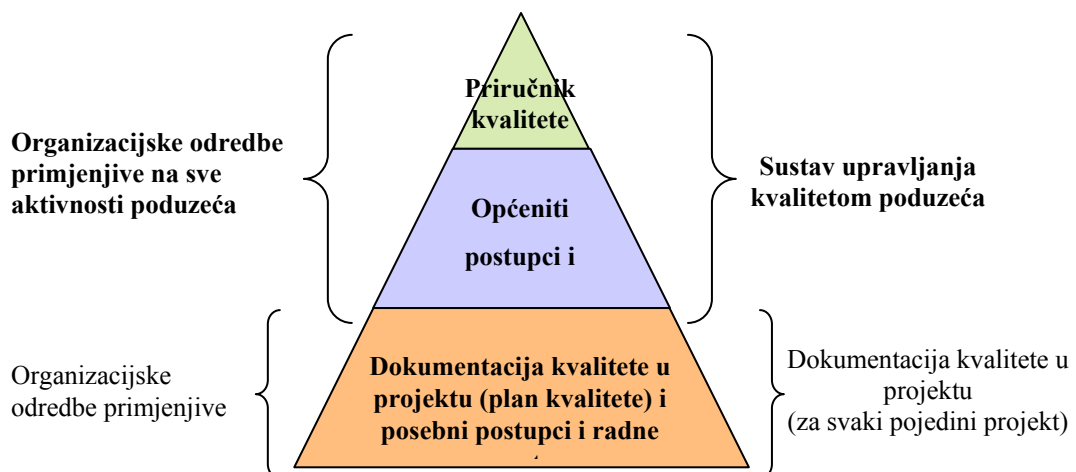 Priručnik
kvalitete
Organizacijske odredbe
primjenjive na sve
aktivnosti poduzeća
Sustav upravljanja
kvalitetom poduzeća
Općeniti
postupci i
Dokumentacija kvalitete u
projektu (plan kvalitete) i
posebni postupci i radne
Organizacijske
odredbe primjenjive
Dokumentacija kvalitete u
projektu
(za svaki pojedini projekt)